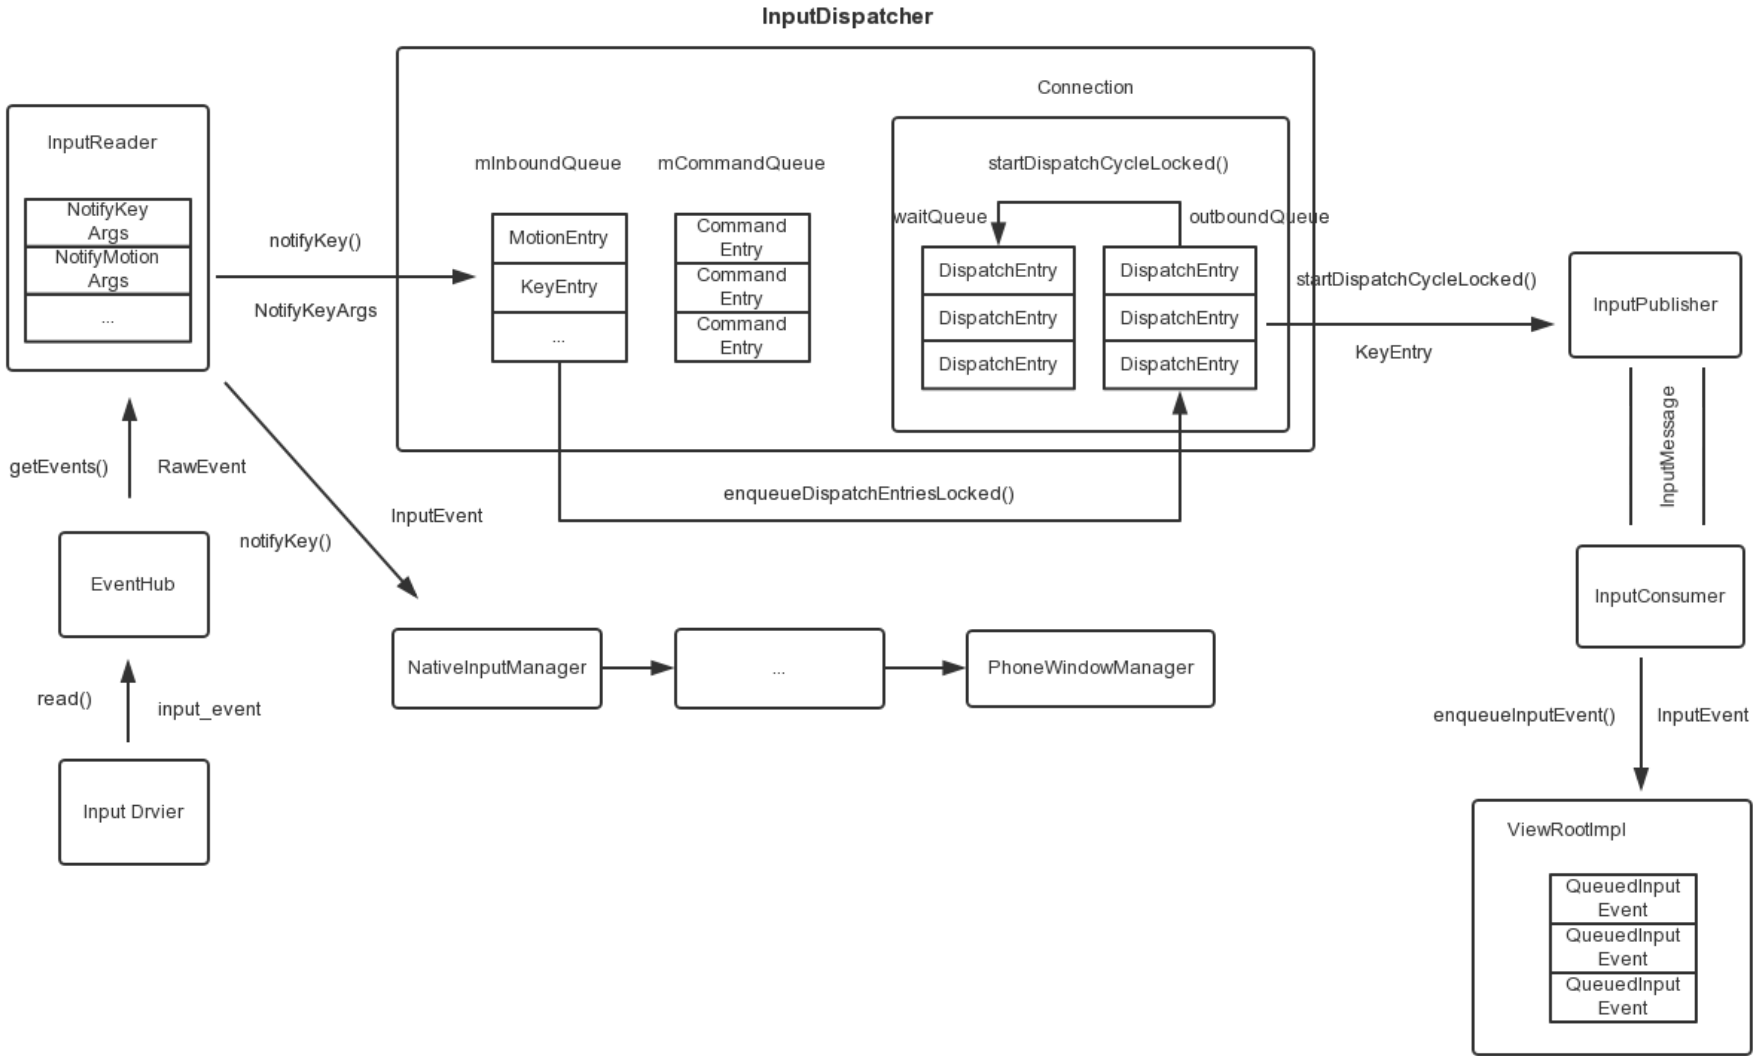 InputDispatcher
Connection
InputReader
NotifyKey
Args
NotifyMotion
Args
...
notifyKey()
NotifyKeyArgs
mInboundQueue
MotionEntry
KeyEntry
...
mCommandQueue
Command
Entry
Command
Entry
Command
Entry
startDispatchCycleLocked()
waitQueue
outboundQueue
DispatchEntry
DispatchEntry
DispatchEntry
DispatchEntry
DispatchEntry
DispatchEntry
startDispatchCycleLocked()
KeyEntry
InputPublisher
InputMessage
getEvents()
RawEvent
enqueueDispatchEntriesLocked()
InputEvent
notifyKey()
EventHub
InputConsumer
NativeInputManager
...
PhoneWindowManager
read()
input_event
enqueueInputEvent()
InputEvent
Input Drvier
ViewRootImpl
QueuedInput
Event
QueuedInput
Event
QueuedInput
Event